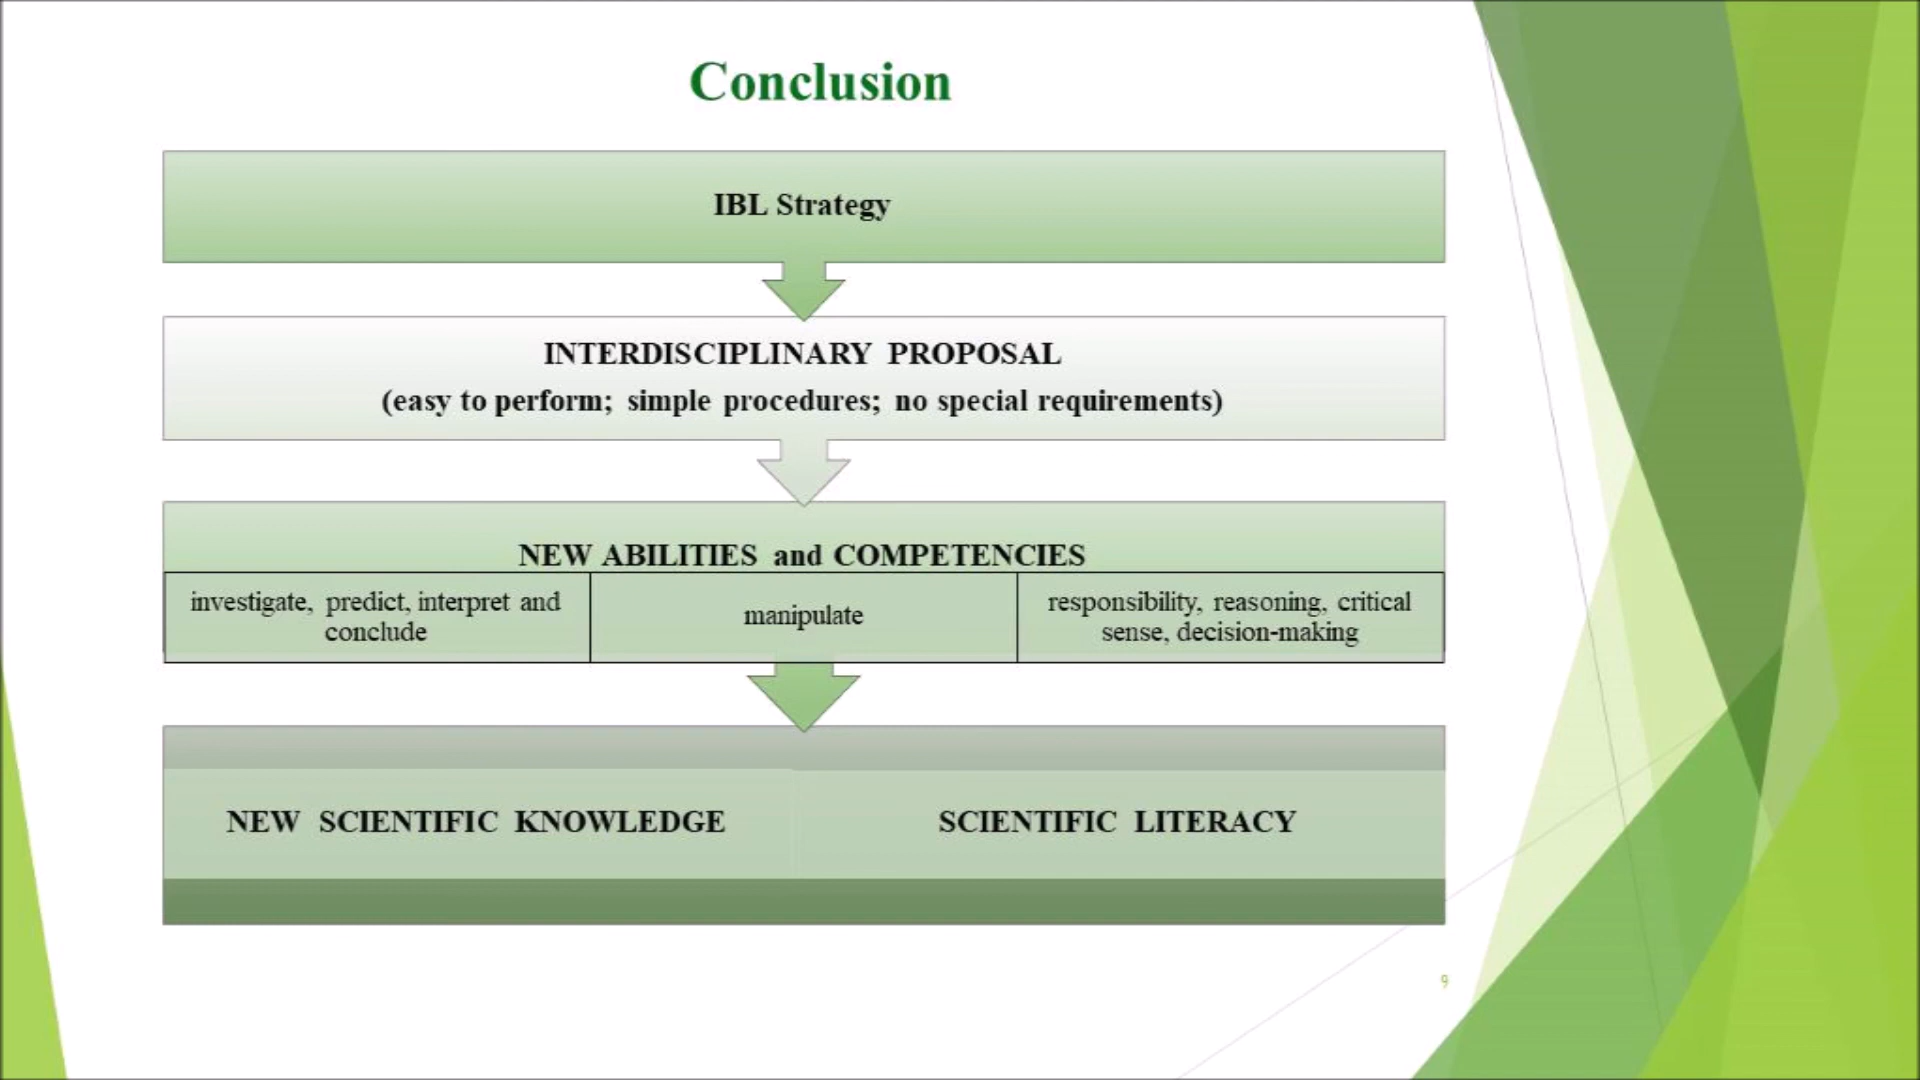 Conclusion
IBL Strategy
INTERDISCIPLINARY PROPOSAL
(easy to perform; simple procedures; no special requirements)
NEW ABILITIES and COMPETENCIES
investigate, predict, interpret and
conclude
manipulate
responsibility, reasoning, critical
sense, decision-making
NEW SCIENTIFIC KNOWLEDGE
SCIENTIFIC LITERACY
9